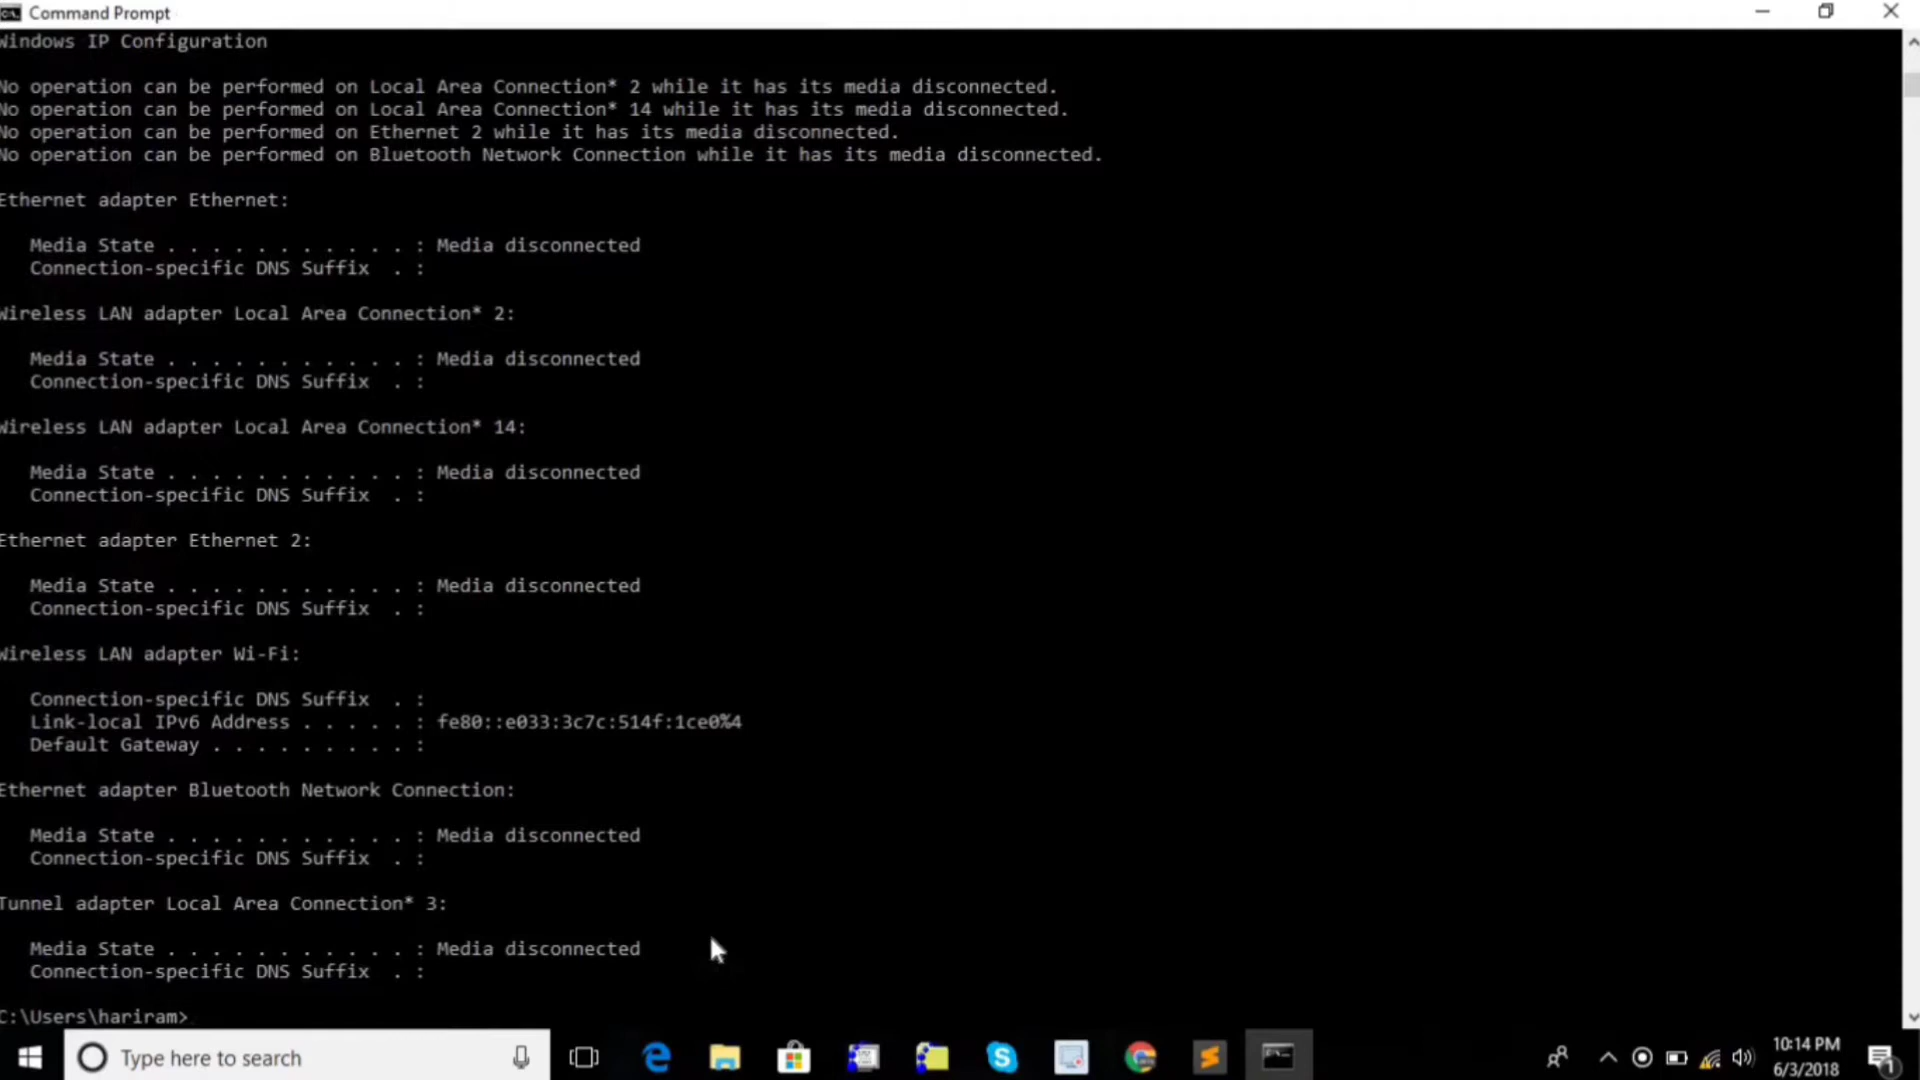 Command Prompt
Windows IP Configuration
No operation can be performed on Local Area Connection* 2 while it has its media disconnected.
No operation can be performed on Local Area Connection* 14 while it has its media disconnected.
No operation can be performed on Ethernet 2 while it has its media disconnected.
No operation can be performed on Bluetooth Network Connection while it has its media disconnected.
Ethernet adapter Ethernet:
Media State . . . . . . . . . . . : Media disconnected
Connection-specific DNS Suffix  . :
Wireless LAN adapter Local Area Connection* 2:
Media State . . . . . . . . . . . : Media disconnected
Connection-specific DNS Suffix  . :
Wireless LAN adapter Local Area Connection* 14:
Media State . . . . . . . . . . . : Media disconnected
Connection-specific DNS Suffix  . :
Ethernet adapter Ethernet 2:
Media State . . . . . . . . . . . : Media disconnected
Connection-specific DNS Suffix  . :
Wireless LAN adapter Wi-Fi:
Connection-specific DNS Suffix  . :
Link-local IPv6 Address . . . . . : fe80::e033:3c7c:514f:1ce0%4
Default Gateway . . . . . . . . . :
Ethernet adapter Bluetooth Network Connection:
Media State . . . . . . . . . . . : Media disconnected
Connection-specific DNS Suffix  . :
Tunnel adapter Local Area Connection* 3:
Media State . . . . . . . . . . . : Media disconnected
Connection-specific DNS Suffix  . :
C:\Users\hariram>
Type here to search
10:14 PM
6/3/2018
1